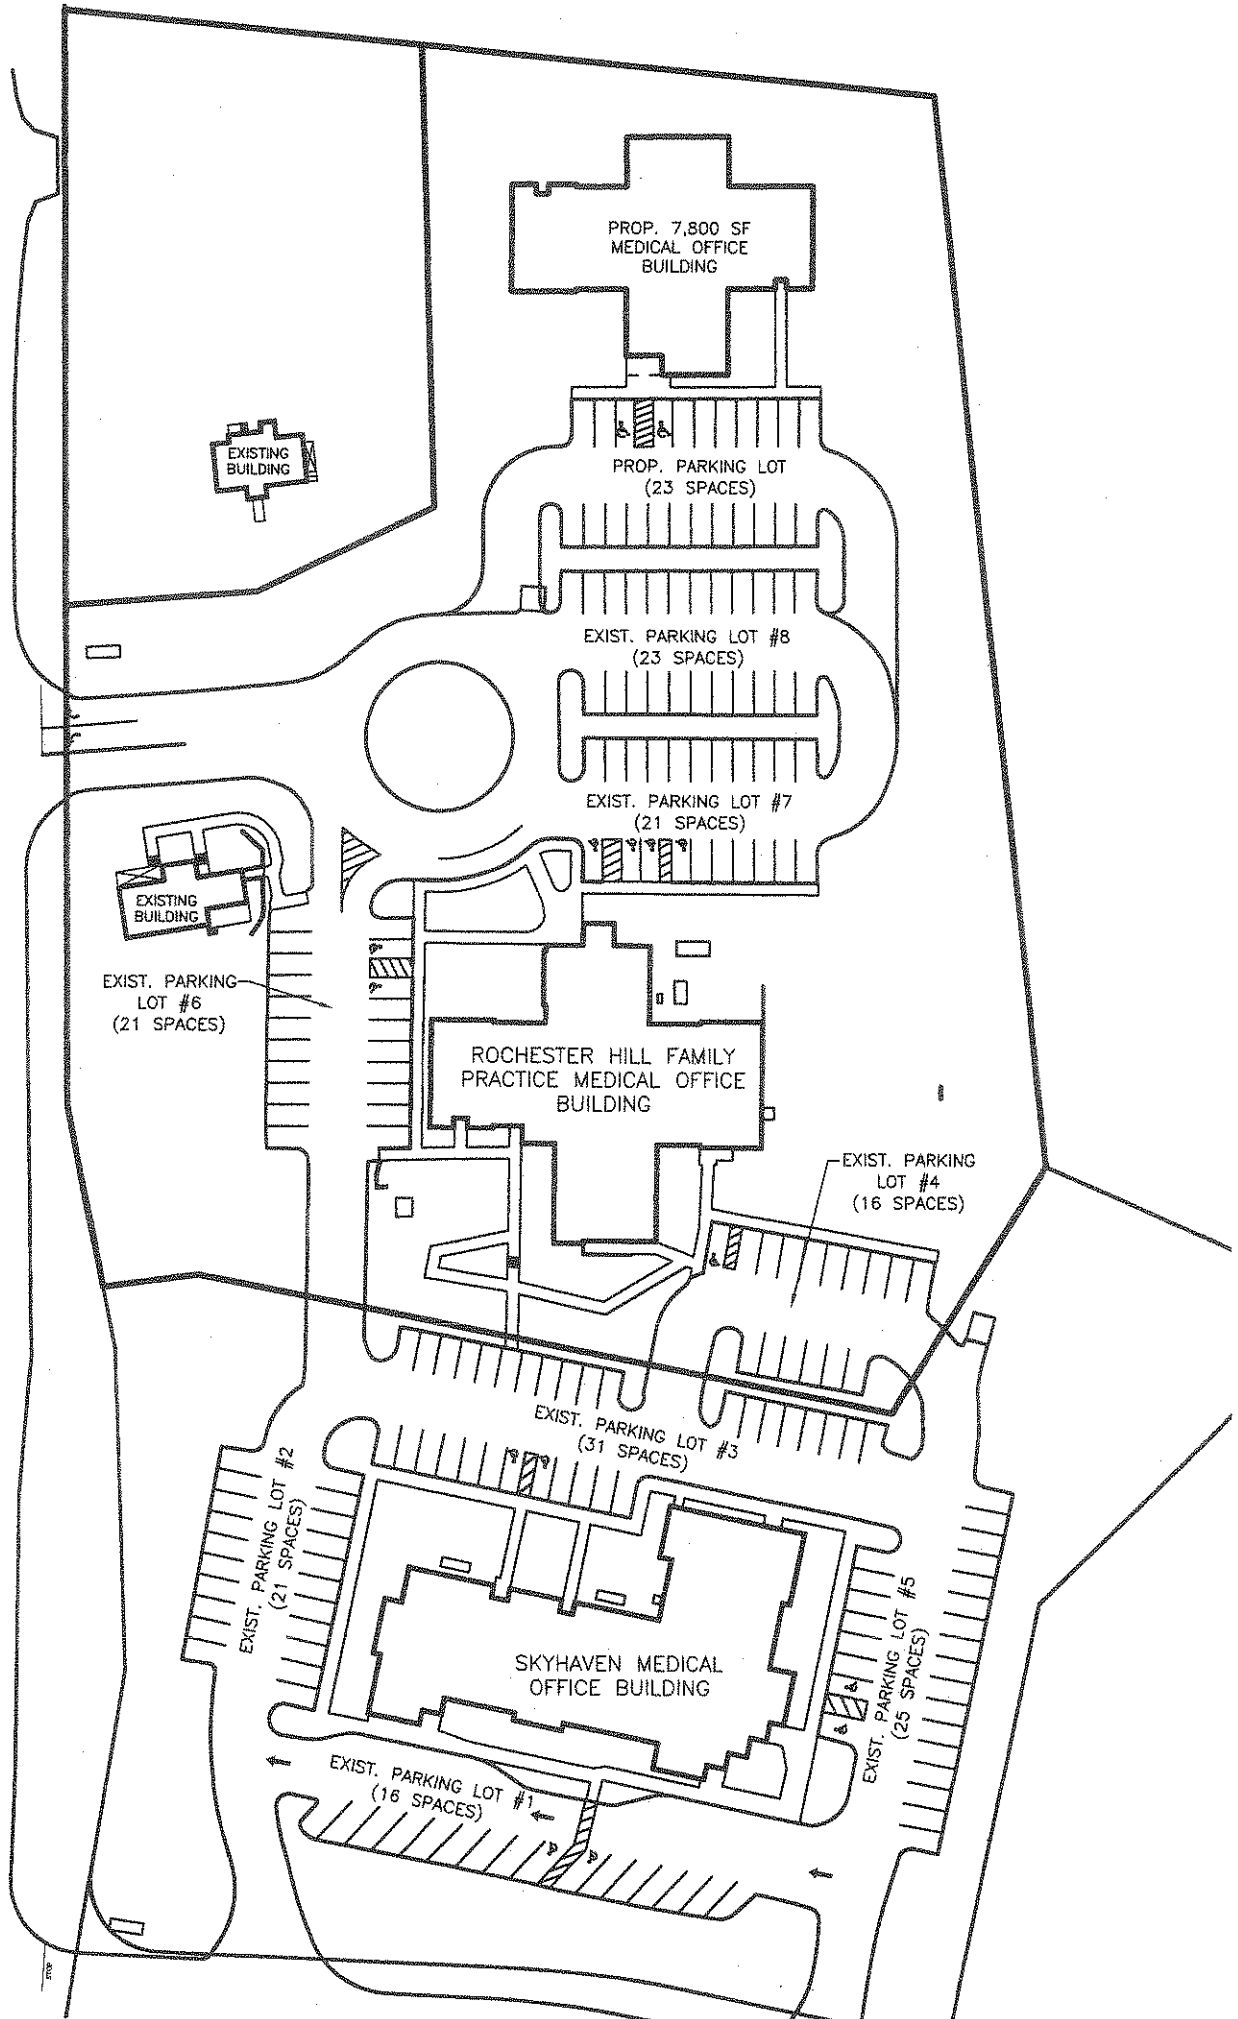 PROP. 7,800 SF
MEDICAL OFFICE
BUILDING
EXISTING
BUILDING
PROP. PARKING LOT
(23 SPACES)
EXIST. PARKING LOT #8
(23 SPACES)
EXIST. PARKING LOT #7
(21 SPACES)
EXISTING
BUILDING
EXIST. PARKING
LOT #6
(21 SPACES)
ROCHESTER HILL FAMILY
PRACTICE MEDICAL OFFICE
BUILDING
EXIST. PARKING
LOT #4
(16 SPACES)
EXIST. PARKING LOT #3
(31 SPACES)
EXIST. PARKING LOT #2
(21 SPACES)
EXIST. PARKING LOT #5
(25 SPACES)
SKYHAVEN MEDICAL
OFFICE BUILDING
EXIST. PARKING LOT #1
(16 SPACES)
STOP